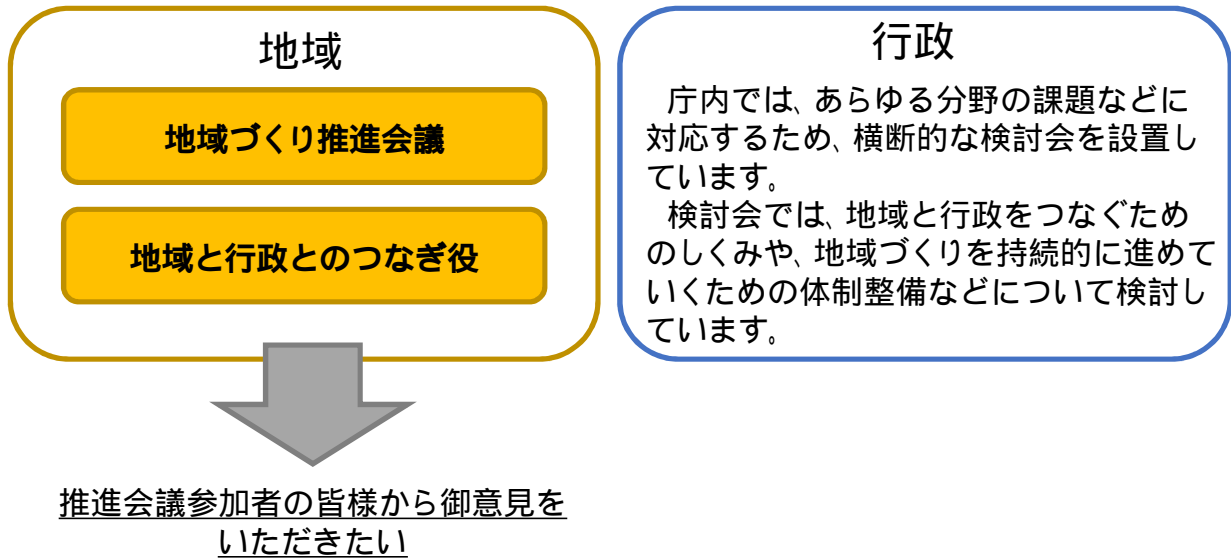 地域
地域づくり推進会議
地域と行政とのつなぎ役
推進会議参加者の皆様から御意見を
いただきたい
行政
　庁内では、あらゆる分野の課題などに
対応するため、横断的な検討会を設置し
ています。
　検討会では、地域と行政をつなぐため
のしくみや、地域づくりを持続的に進めて
いくための体制整備などについて検討し
ています。